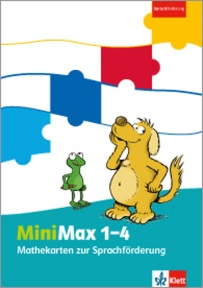 Sprachförderung
MiniMax 1–4
Mathekarten zur Sprachförderung
Klett